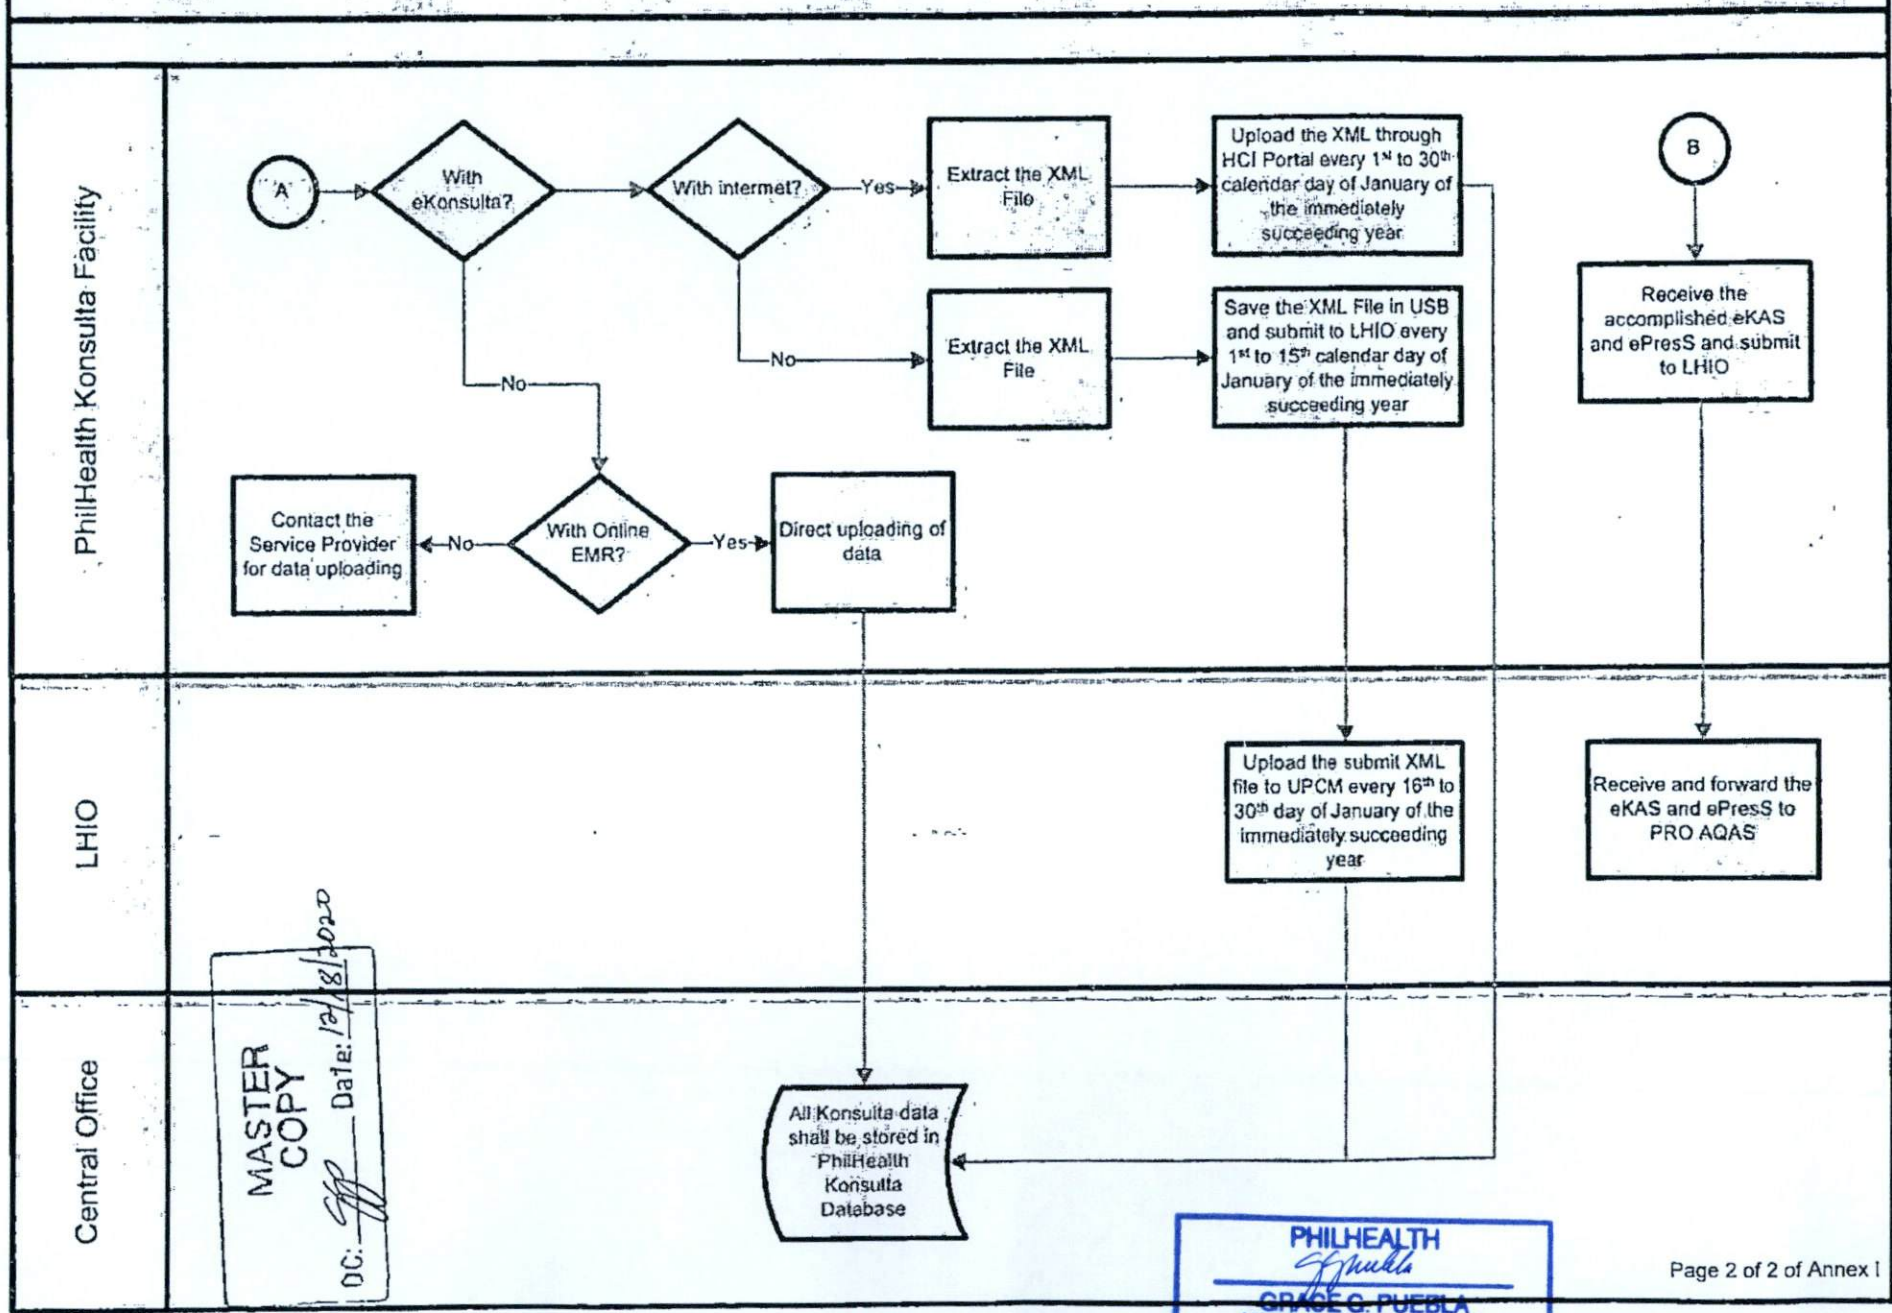 PhilHealth Konsulta Facility
A
With
eKonsulta?
With internet?
Yes
Extract the XML
File
Upload the XML through
HCI Portal every 1st to 30th
calendar day of January of
the immediately
succeeding year
B
Receive the
accomplished eKAS
and ePresS and submit
to LHIO
No
Extract the XML
File
Save the XML File in USB
and submit to LHIO every
1st to 15th calendar day of
January of the immediately
succeeding year
No
Contact the
Service Provider
for data uploading
No
With Online
EMR?
Yes
Direct uploading of
data
LHIO
Upload the submit XML
file to UPCM every 16th to
30th day of January of the
immediately succeeding
year
Receive and forward the
eKAS and ePresS to
PRO AQAS
Central Office
MASTER
COPY
DC: Date: 12/18/2020
All Konsulta data
shall be stored in
PhilHealth
Konsulta
Database
PHILHEALTH
GRACE G. PUEBLA
Page 2 of 2 of Annex I